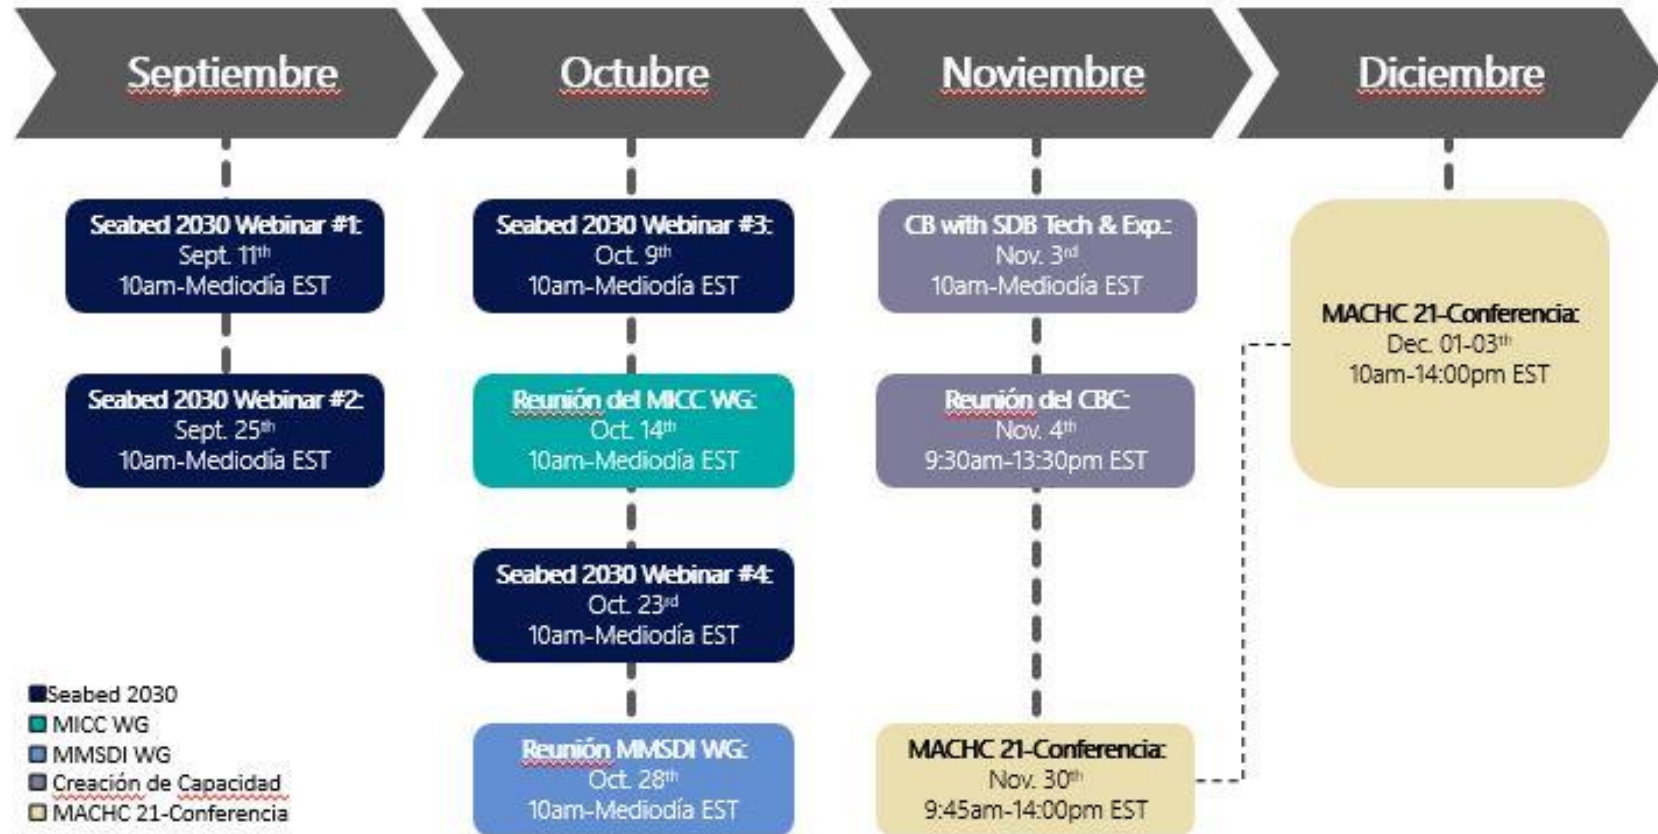 Septiembre
Octubre
Noviembre
Diciembre
Seabed 2030 Webinar #1:
Sept. 11th
10am-Mediodía EST
Seabed 2030 Webinar #2:
Sept. 25th
10am-Mediodía EST
Seabed 2030 Webinar #3:
Oct. 9th
10am-Mediodía EST
Reunión del MICC WG:
Oct. 14th
10am-Mediodía EST
Seabed 2030 Webinar #4:
Oct. 23rd
10am-Mediodía EST
Reunión MMSDI WG:
Oct. 28th
10am-Mediodía EST
CB with SDB Tech & Exp.:
Nov. 3rd
10am-Mediodía EST
Reunión del CBC:
Nov. 4th
9:30am-13:30pm EST
MACHC 21-Conferencia:
Nov. 30th
9:45am-14:00pm EST
MACHC 21-Conferencia:
Dec. 01-03th
10am-14:00pm EST
Seabed 2030
MICC WG
MMSDI WG
Creación de Capacidad
MACHC 21-Conferencia